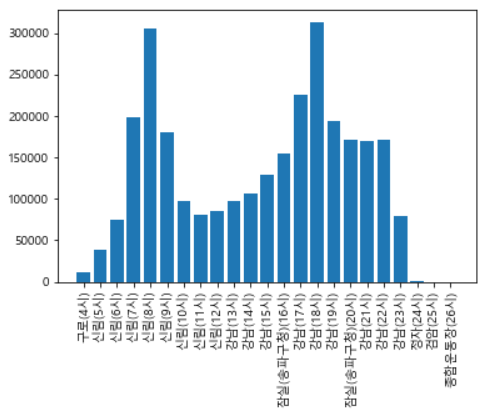 300000
250000
200000
150000
100000
50000
0
구로(4시)
신림(5시)
신림(6시)
신림(7시)
신림(8시)
신림(9시)
신림(10시)
신림(11시)
신림(12시)
강남(13시)
강남(14시)
강남(15시)
잠실(송파구청)(16시)
강남(17시)
강남(18시)
강남(19시)
잠실(송파구청)(20시)
강남(21시)
강남(22시)
강남(23시)
정자(24시)
검암(25시)
종합운동장(26시)